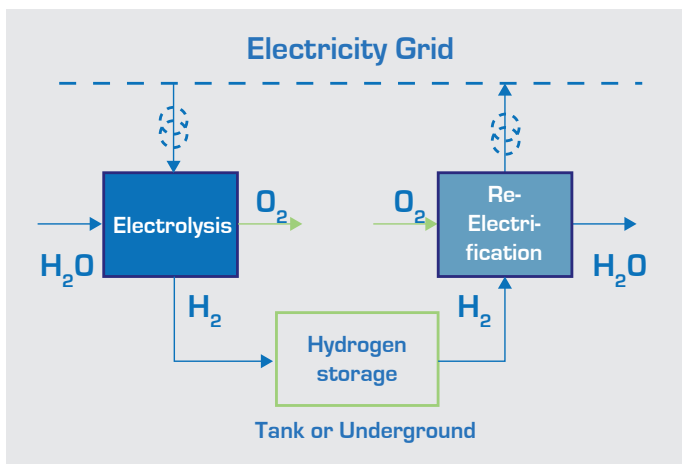 Electricity Grid
Electrolysis
O₂
H₂O
H₂
O₂
Re-
Electri-
fication
H₂O
H₂
Hydrogen
storage
Tank or Underground